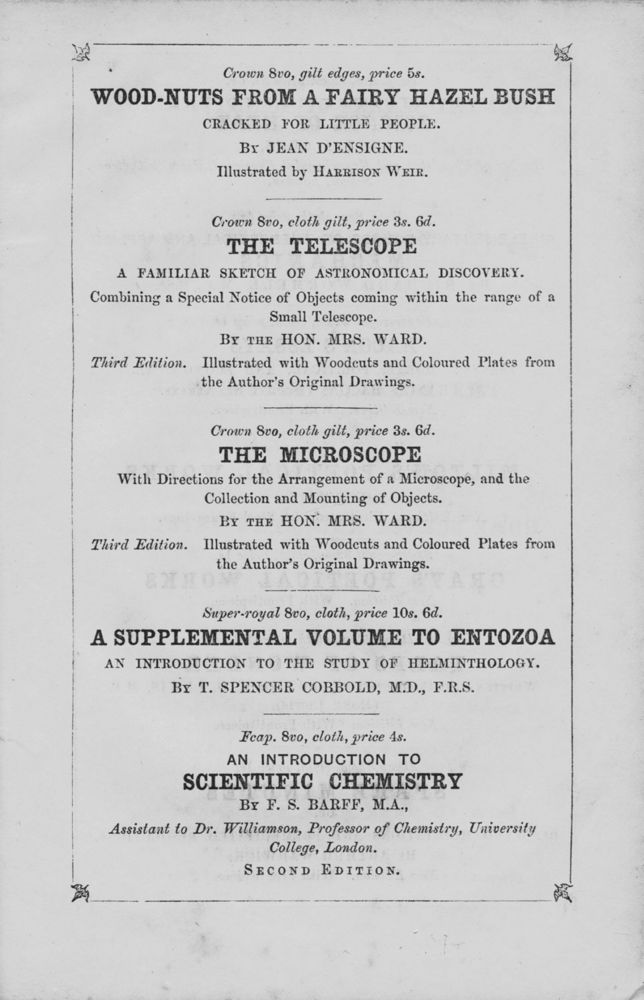 Crown 8vo, gilt edges, price 5s.
WOOD-NUTS FROM A FAIRY HAZEL BUSH
CRACKED FOR LITTLE PEOPLE.
BY JEAN D'ENSIGNE.
Illustrated by HARRISON WEIR.
Crown 8vo, cloth gilt, price 3s. 6d.
THE TELESCOPE
A FAMILIAR SKETCH OF ASTRONOMICAL DISCOVERY.
Combining a Special Notice of Objects coming within the range of a
Small Telescope.
BY THE HON. MRS. WARD.
Third Edition. Illustrated with Woodcuts and Coloured Plates from
the Author's Original Drawings.
Crown 8vo, cloth gilt, price 3s. 6d.
THE MICROSCOPE
With Directions for the Arrangement of a Microscope, and the
Collection and Mounting of Objects.
BY THE HON. MRS. WARD.
Third Edition. Illustrated with Woodcuts and Coloured Plates from
the Author's Original Drawings.
Super-royal 8vo, cloth, price 10s. 6d.
A SUPPLEMENTAL VOLUME TO ENTOZOA
AN INTRODUCTION TO THE STUDY OF HELMINTHOLOGY.
BY T. SPENCER COBBOLD, M.D., F.R.S.
Fcap. 8vo, cloth, price 4s.
AN INTRODUCTION TO
SCIENTIFIC CHEMISTRY
BY F. S. BARFF, M.A.,
Assistant to Dr. Williamson, Professor of Chemistry, University
College, London.
SECOND EDITION.